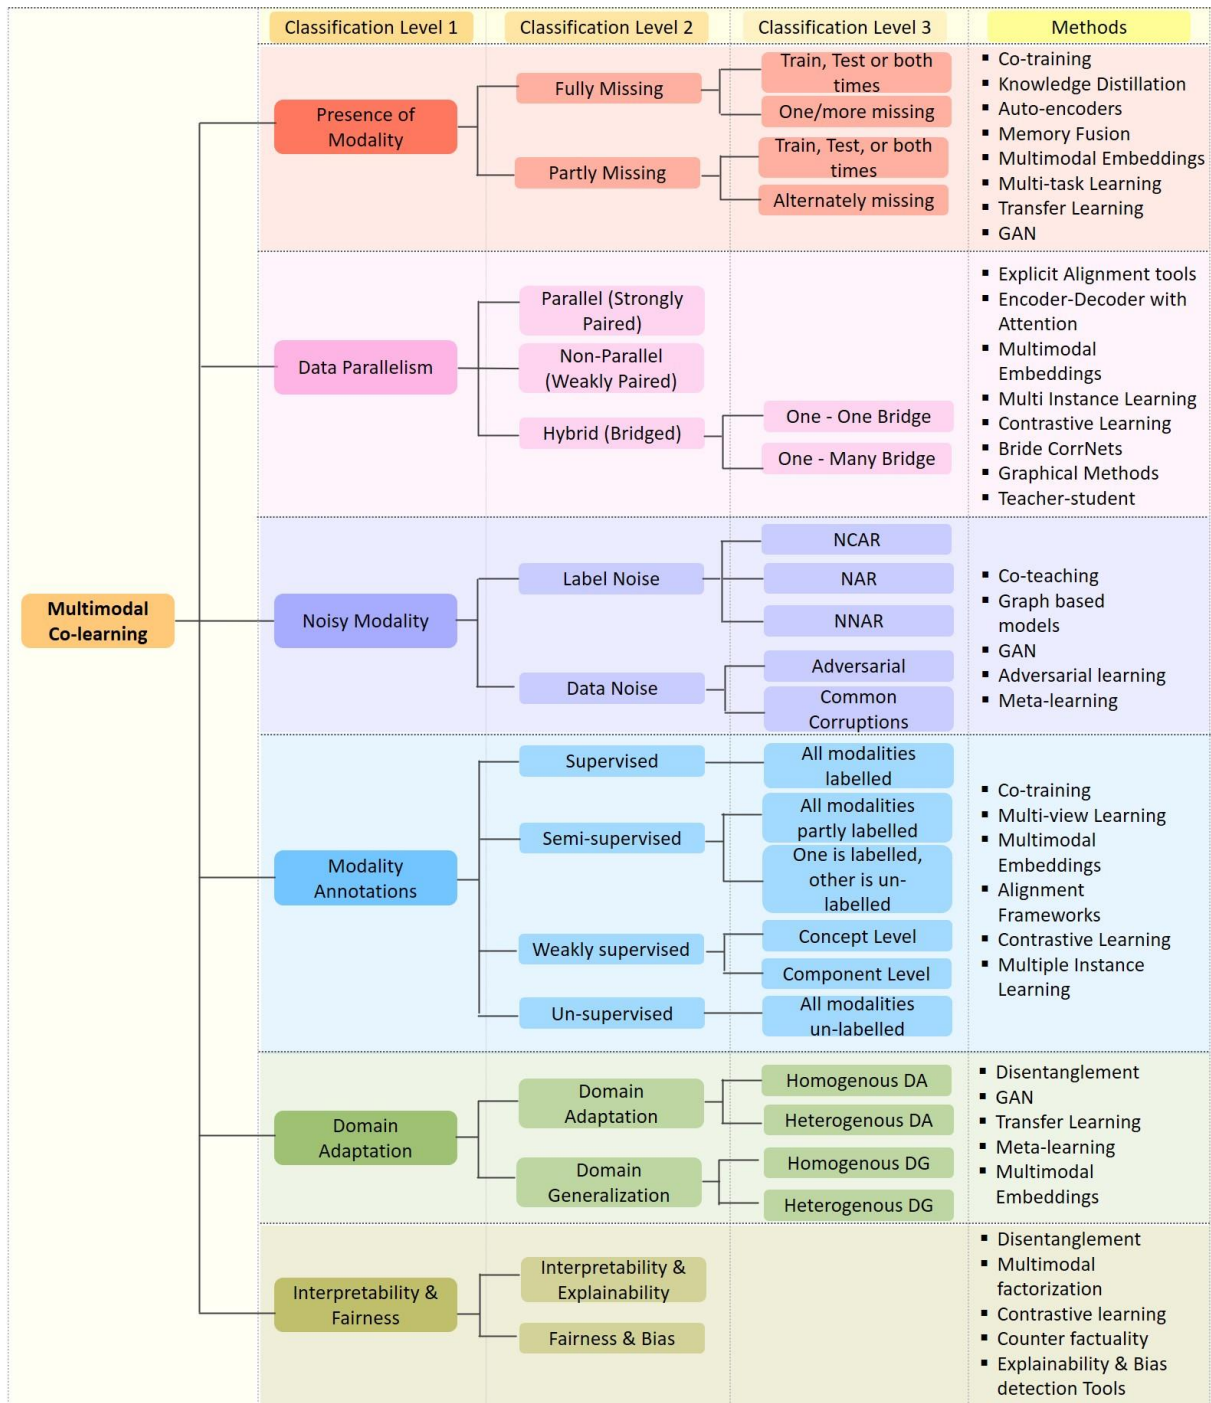 Classification Level 1
Classification Level 2
Classification Level 3
Methods
Multimodal
Co-learning
Presence of
Modality
Fully Missing
Train, Test or both
times
One/more missing
Partly Missing
Train, Test, or both
times
Alternately missing
▪ Co-training
▪ Knowledge Distillation
▪ Auto-encoders
▪ Memory Fusion
▪ Multimodal Embeddings
▪ Multi-task Learning
▪ Transfer Learning
▪ GAN
Data Parallelism
Parallel (Strongly
Paired)
Non-Parallel
(Weakly Paired)
Hybrid (Bridged)
One - One Bridge
One - Many Bridge
▪ Explicit Alignment tools
▪ Encoder-Decoder with
Attention
▪ Multimodal
Embeddings
▪ Multi Instance Learning
▪ Contrastive Learning
▪ Bride CorrNets
▪ Graphical Methods
▪ Teacher-student
Noisy Modality
Label Noise
NCAR
NAR
NNAR
Data Noise
Adversarial
Common
Corruptions
▪ Co-teaching
▪ Graph based
models
▪ GAN
▪ Adversarial learning
▪ Meta-learning
Modality
Annotations
Supervised
All modalities
labelled
Semi-supervised
All modalities
partly labelled
One is labelled,
other is un-
labelled
Weakly supervised
Concept Level
Component Level
Un-supervised
All modalities
un-labelled
▪ Co-training
▪ Multi-view Learning
▪ Multimodal
Embeddings
▪ Alignment
Frameworks
▪ Contrastive Learning
▪ Multiple Instance
Learning
Domain
Adaptation
Domain
Adaptation
Homogenous DA
Heterogenous DA
Domain
Generalization
Homogenous DG
Heterogenous DG
▪ Disentanglement
▪ GAN
▪ Transfer Learning
▪ Meta-learning
▪ Multimodal
Embeddings
Interpretability &
Fairness
Interpretability &
Explainability
Fairness & Bias
▪ Disentanglement
▪ Multimodal
factorization
▪ Contrastive learning
▪ Counter factuality
▪ Explainability & Bias
detection Tools